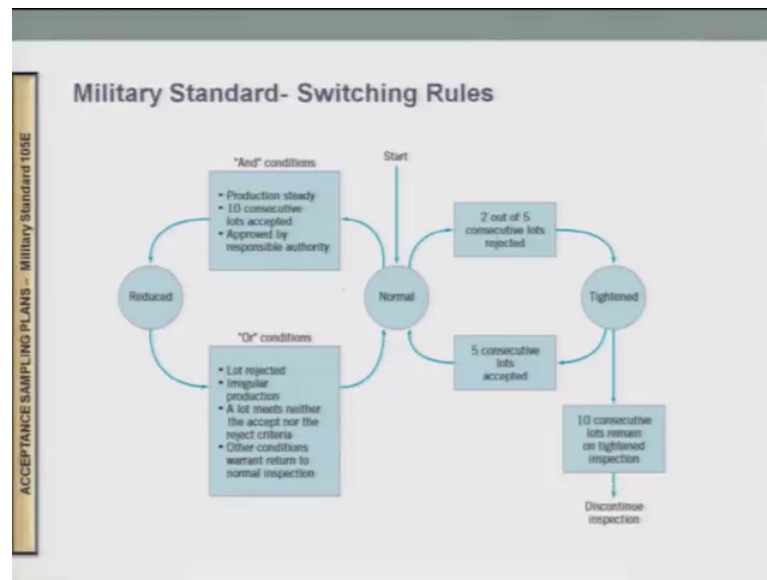 Military Standard- Switching Rules
ACCEPTANCE SAMPLING PLANS – Military Standard 105E
Start
"And" conditions
• Production steady
• 10 consecutive
lots accepted
• Approved by
responsible authority
2 out of 5
consecutive lots
rejected
Reduced
Normal
Tightened
"Or" conditions
• Lot rejected
• Irregular
production
• A lot meets neither
the accept nor the
reject criteria
• Other conditions
warrant return to
normal inspection
5 consecutive
lots
accepted
10 consecutive
lots remain
on tightened
inspection
Discontinue
inspection